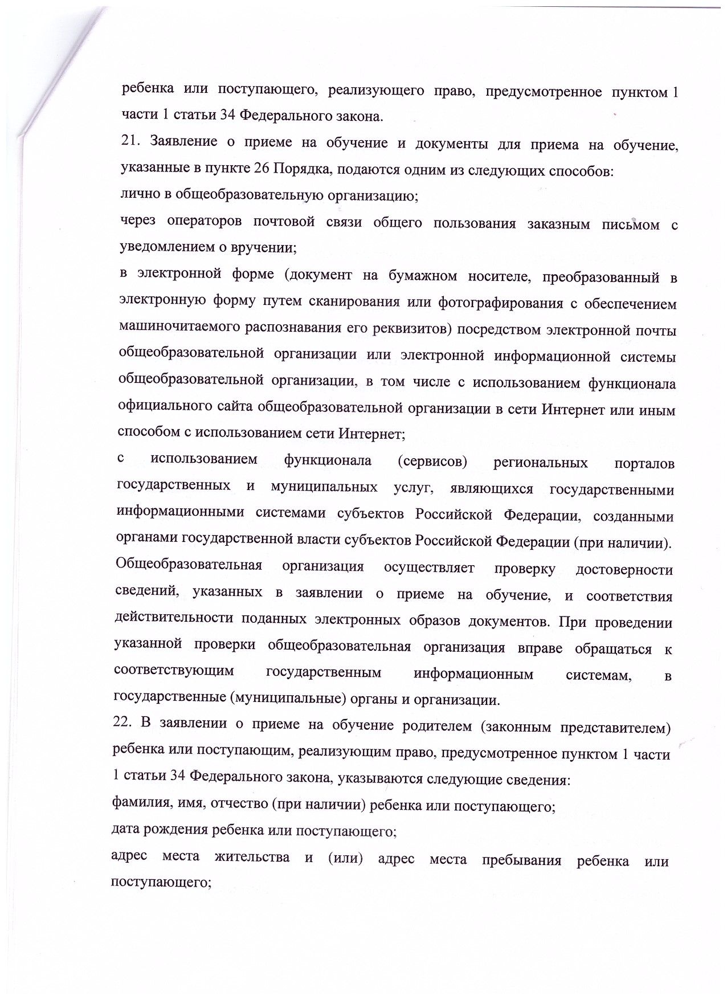 ребенка или поступающего, реализующего право, предусмотренное пунктом 1
части 1 статьи 34 Федерального закона.
21. Заявление о приеме на обучение и документы для приема на обучение,
указанные в пункте 26 Порядка, подаются одним из следующих способов:
лично в общеобразовательную организацию;
через операторов почтовой связи общего пользования заказным письмом с
уведомлением о вручении;
в электронной форме (документ на бумажном носителе, преобразованный в
электронную форму путем сканирования или фотографирования с обеспечением
машиночитаемого распознавания его реквизитов) посредством электронной почты
общеобразовательной организации или электронной информационной системы
общеобразовательной организации, в том числе с использованием функционала
официального сайта общеобразовательной организации в сети Интернет или иным
способом с использованием сети Интернет;
с использованием функционала (сервисов) региональных порталов
государственных и муниципальных услуг, являющихся государственными
информационными системами субъектов Российской Федерации, созданными
органами государственной власти субъектов Российской Федерации (при наличии).
Общеобразовательная организация осуществляет проверку достоверности
сведений, указанных в заявлении о приеме на обучение, и соответствия
действительности поданных электронных образов документов. При проведении
указанной проверки общеобразовательная организация вправе обращаться к
соответствующим государственным информационным системам, в
государственные (муниципальные) органы и организации.
22. В заявлении о приеме на обучение родителем (законным представителем)
ребенка или поступающим, реализующим право, предусмотренное пунктом 1 части
1 статьи 34 Федерального закона, указываются следующие сведения:
фамилия, имя, отчество (при наличии) ребенка или поступающего;
дата рождения ребенка или поступающего;
адрес места жительства и (или) адрес места пребывания ребенка или
поступающего;